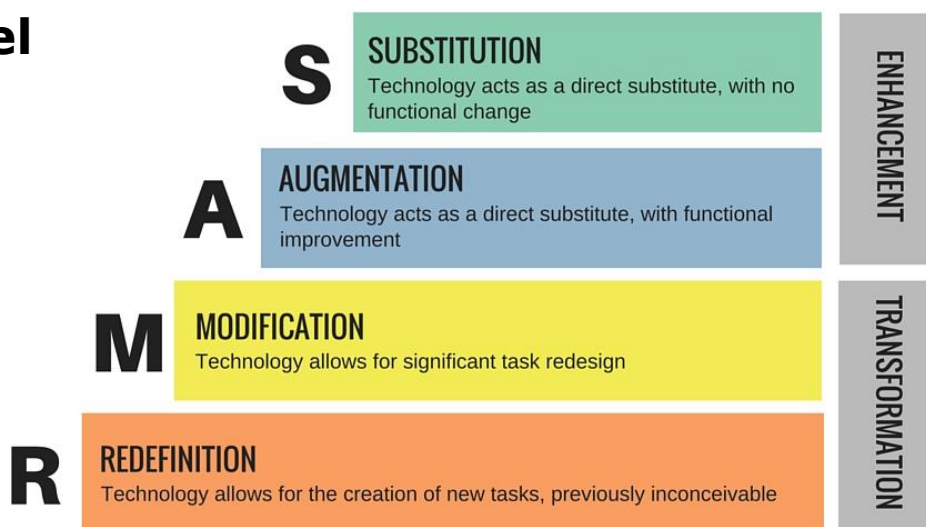 el
S
SUBSTITUTION
Technology acts as a direct substitute, with no
functional change
A
AUGMENTATION
Technology acts as a direct substitute, with functional
improvement
ENHANCEMENT
M
MODIFICATION
Technology allows for significant task redesign
R
REDEFINITION
Technology allows for the creation of new tasks, previously inconceivable
TRANSFORMATION